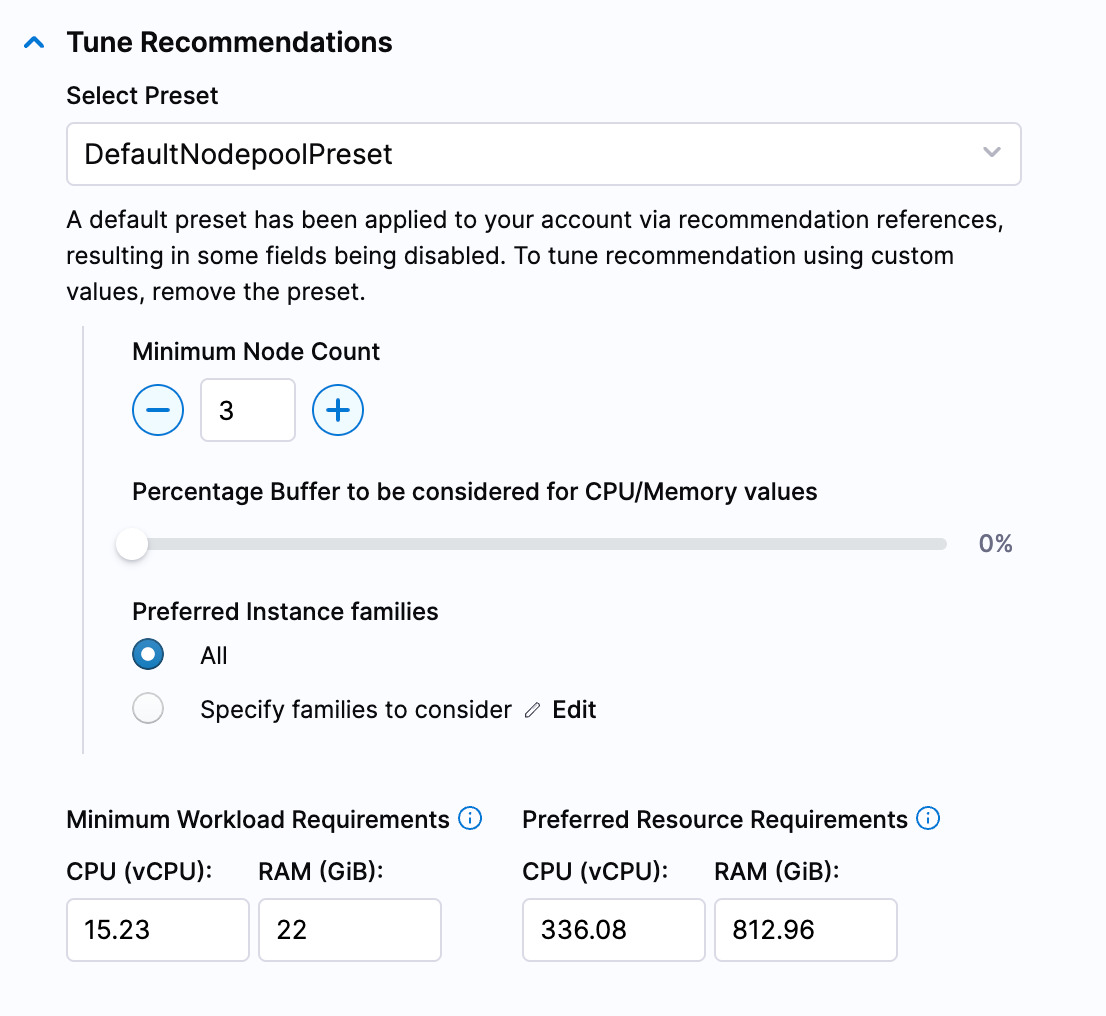 Tune Recommendations
Select Preset
DefaultNodepoolPreset
A default preset has been applied to your account via recommendation references,
resulting in some fields being disabled. To tune recommendation using custom
values, remove the preset.
Minimum Node Count
3
Percentage Buffer to be considered for CPU/Memory values
0%
Preferred Instance families
All
Specify families to consider Edit
Minimum Workload Requirements Preferred Resource Requirements
CPU (vCPU): RAM (GiB): CPU (vCPU): RAM (GiB):
15.23 22 336.08 812.96